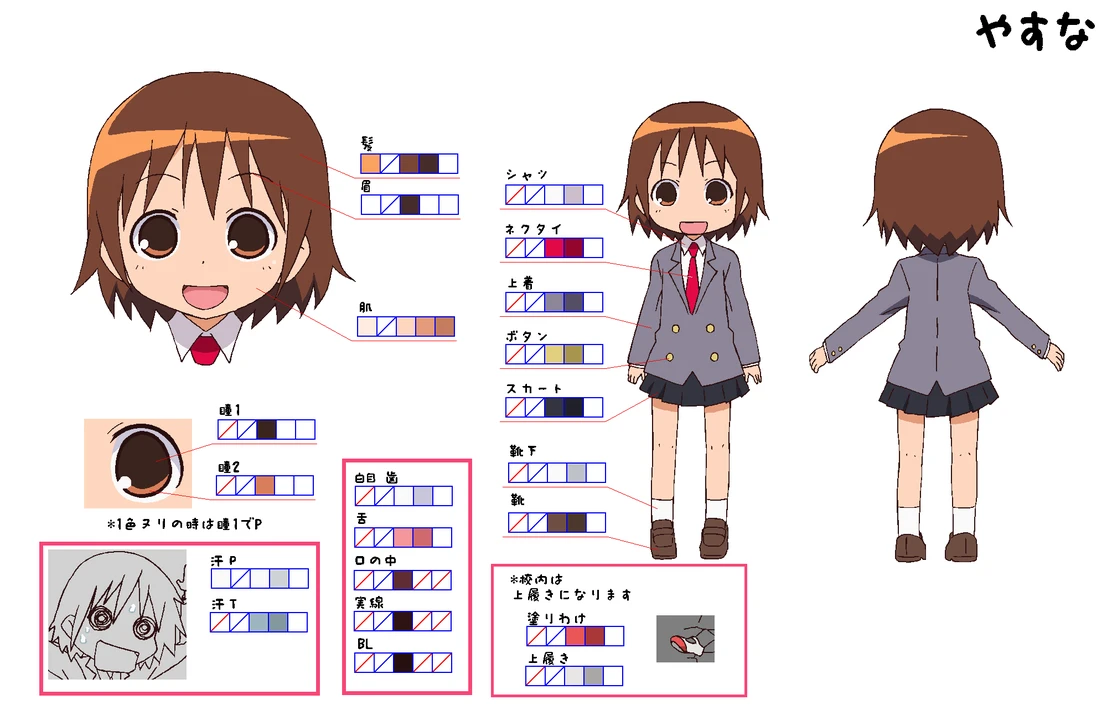 やすな
髪
眉
肌
瞳1
瞳2
*1色ヌリの時は瞳1でP
汗P
汗T
白目 歯
舌
口の中
実線
BL
シャツ
ネクタイ
上着
ボタン
スカート
靴下
靴
*校内は
上履きになります
塗りわけ
上履き